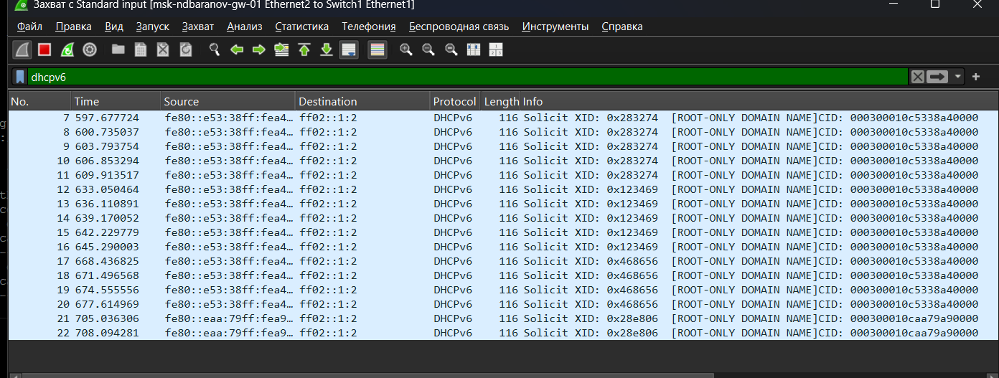 Захват с Standard input [msk-ndbaranov-gw-01 Ethernet2 to Switch1 Ethernet1]
Файл Правка Вид Запуск Захват Анализ Статистика Телефония Беспроводная связь Инструменты Справка
dhcpv6
No. Time Source Destination Protocol Length Info
7 597.677724 fe80::e53:38ff:fea4… ff02::1:2 DHCPv6 116 Solicit XID: 0x283274 [ROOT-ONLY DOMAIN NAME]CID: 000300010c5338a40000
8 600.735037 fe80::e53:38ff:fea4… ff02::1:2 DHCPv6 116 Solicit XID: 0x283274 [ROOT-ONLY DOMAIN NAME]CID: 000300010c5338a40000
9 603.793754 fe80::e53:38ff:fea4… ff02::1:2 DHCPv6 116 Solicit XID: 0x283274 [ROOT-ONLY DOMAIN NAME]CID: 000300010c5338a40000
10 606.853294 fe80::e53:38ff:fea4… ff02::1:2 DHCPv6 116 Solicit XID: 0x283274 [ROOT-ONLY DOMAIN NAME]CID: 000300010c5338a40000
11 609.913517 fe80::e53:38ff:fea4… ff02::1:2 DHCPv6 116 Solicit XID: 0x283274 [ROOT-ONLY DOMAIN NAME]CID: 000300010c5338a40000
12 633.050464 fe80::e53:38ff:fea4… ff02::1:2 DHCPv6 116 Solicit XID: 0x123469 [ROOT-ONLY DOMAIN NAME]CID: 000300010c5338a40000
13 636.110891 fe80::e53:38ff:fea4… ff02::1:2 DHCPv6 116 Solicit XID: 0x123469 [ROOT-ONLY DOMAIN NAME]CID: 000300010c5338a40000
14 639.170052 fe80::e53:38ff:fea4… ff02::1:2 DHCPv6 116 Solicit XID: 0x123469 [ROOT-ONLY DOMAIN NAME]CID: 000300010c5338a40000
15 642.229779 fe80::e53:38ff:fea4… ff02::1:2 DHCPv6 116 Solicit XID: 0x123469 [ROOT-ONLY DOMAIN NAME]CID: 000300010c5338a40000
16 645.290003 fe80::e53:38ff:fea4… ff02::1:2 DHCPv6 116 Solicit XID: 0x123469 [ROOT-ONLY DOMAIN NAME]CID: 000300010c5338a40000
17 668.436825 fe80::e53:38ff:fea4… ff02::1:2 DHCPv6 116 Solicit XID: 0x468656 [ROOT-ONLY DOMAIN NAME]CID: 000300010c5338a40000
18 671.496568 fe80::e53:38ff:fea4… ff02::1:2 DHCPv6 116 Solicit XID: 0x468656 [ROOT-ONLY DOMAIN NAME]CID: 000300010c5338a40000
19 674.555556 fe80::e53:38ff:fea4… ff02::1:2 DHCPv6 116 Solicit XID: 0x468656 [ROOT-ONLY DOMAIN NAME]CID: 000300010c5338a40000
20 677.614969 fe80::e53:38ff:fea4… ff02::1:2 DHCPv6 116 Solicit XID: 0x468656 [ROOT-ONLY DOMAIN NAME]CID: 000300010c5338a40000
21 705.036306 fe80::eaa:79ff:fea9… ff02::1:2 DHCPv6 116 Solicit XID: 0x28e806 [ROOT-ONLY DOMAIN NAME]CID: 000300010caa79a90000
22 708.094281 fe80::eaa:79ff:fea9… ff02::1:2 DHCPv6 116 Solicit XID: 0x28e806 [ROOT-ONLY DOMAIN NAME]CID: 000300010caa79a90000